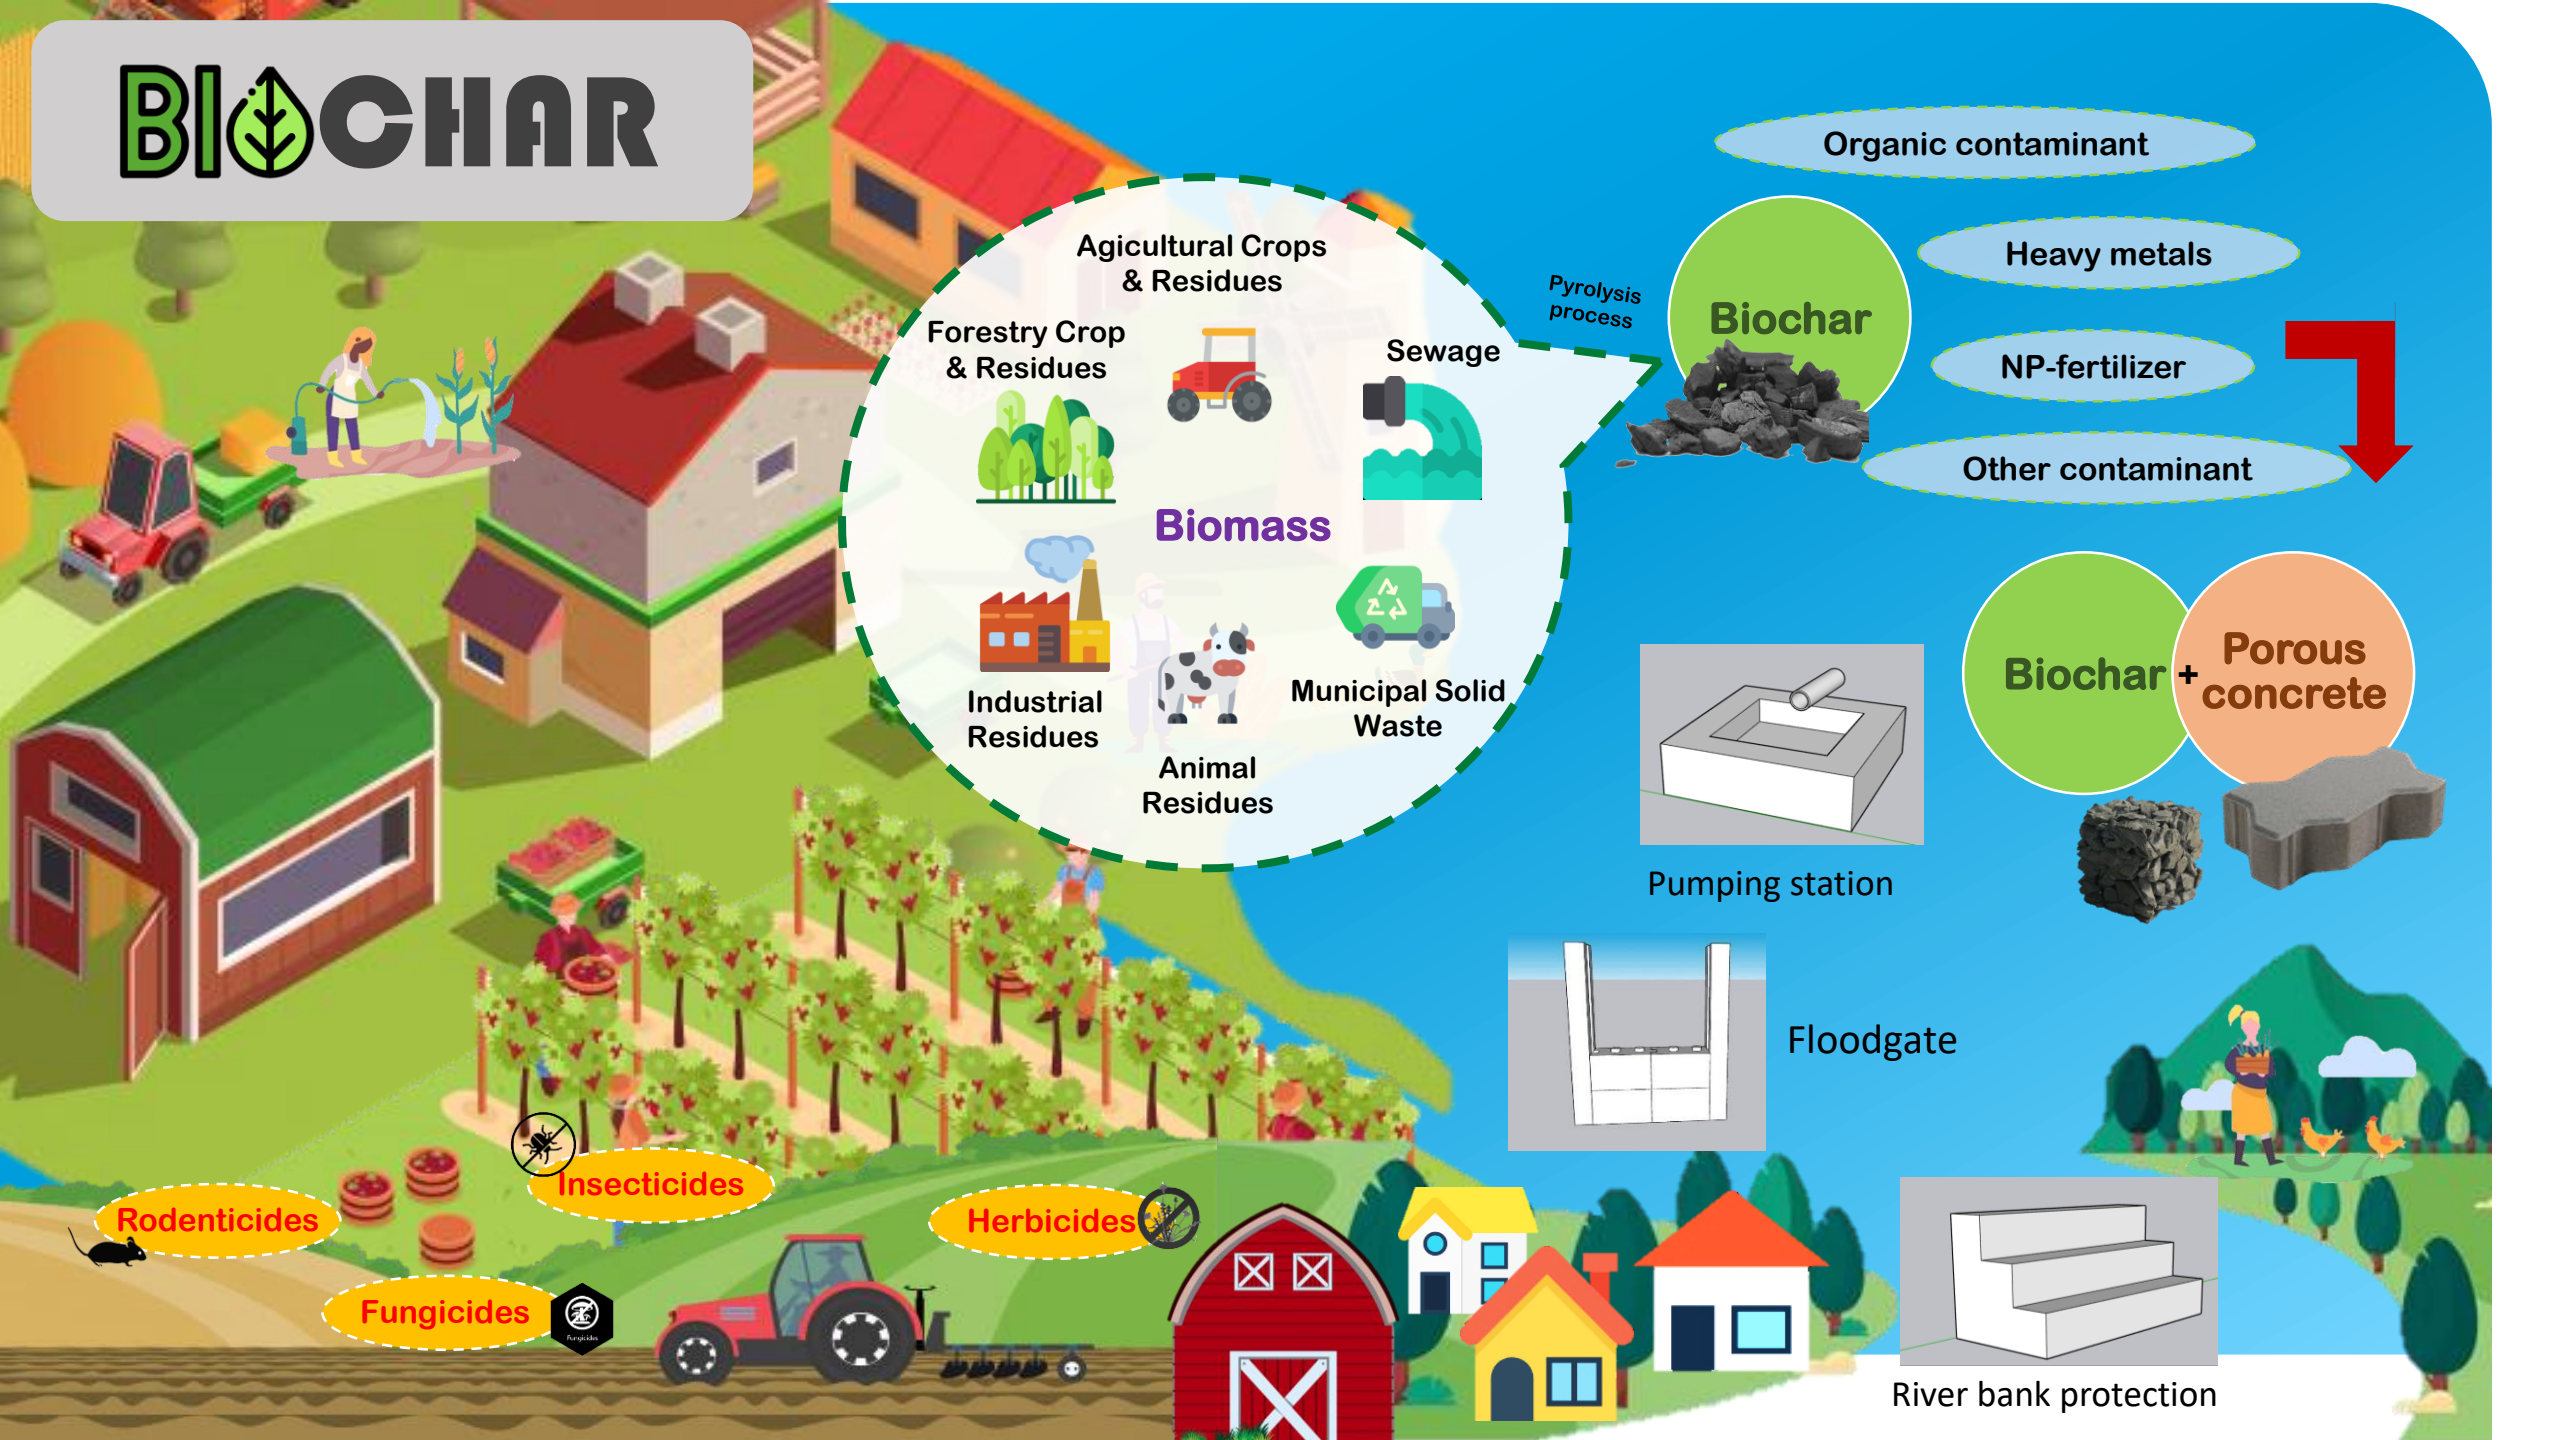 BIOCHAR
Agicultural Crops
& Residues
Forestry Crop
& Residues
Sewage
Biomass
Industrial
Residues
Animal
Residues
Municipal Solid
Waste
Pyrolysis
process
Biochar
Organic contaminant
Heavy metals
NP-fertilizer
Other contaminant
Biochar + Porous
concrete
Pumping station
Floodgate
River bank protection
Insecticides
Rodenticides
Herbicides
Fungicides
Fungicides